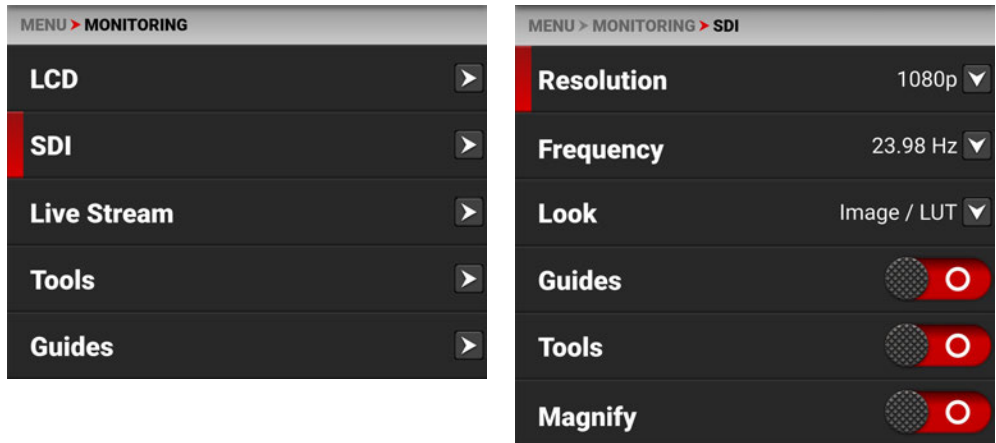 MENU > MONITORING
LCD
SDI
Live Stream
Tools
Guides
MENU > MONITORING > SDI
Resolution 1080p
Frequency 23.98 Hz
Look Image / LUT
Guides
Tools
Magnify